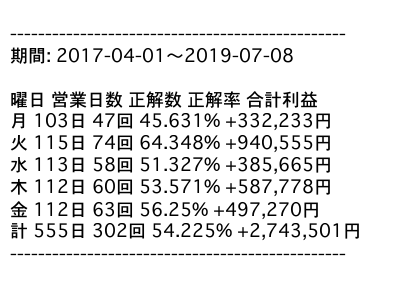 ------------------------------------------------
期間: 2017-04-01〜2019-07-08
曜日 営業日数 正解数 正解率 合計利益
月 103日 47回 45.631% +332,233円
火 115日 74回 64.348% +940,555円
水 113日 58回 51.327% +385,665円
木 112日 60回 53.571% +587,778円
金 112日 63回 56.25% +497,270円
計 555日 302回 54.225% +2,743,501円
------------------------------------------------